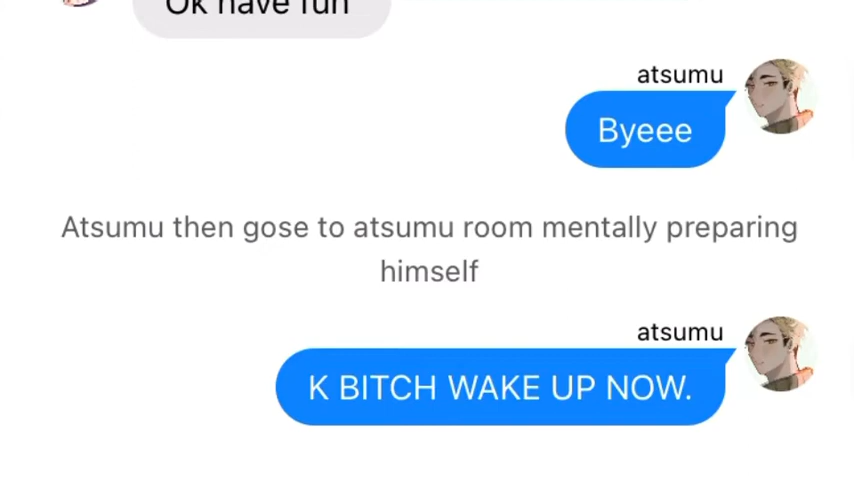 Ok have fun
atsumu
Byeee
Atsumu then gose to atsumu room mentally preparing
himself
atsumu
K BITCH WAKE UP NOW.